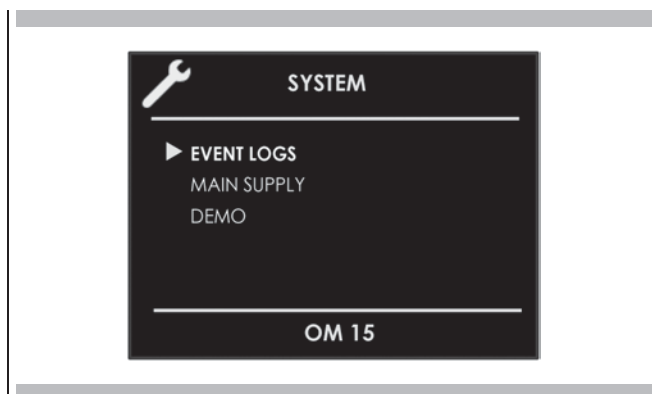 SYSTEM
EVENT LOGS
MAIN SUPPLY
DEMO
OM 15